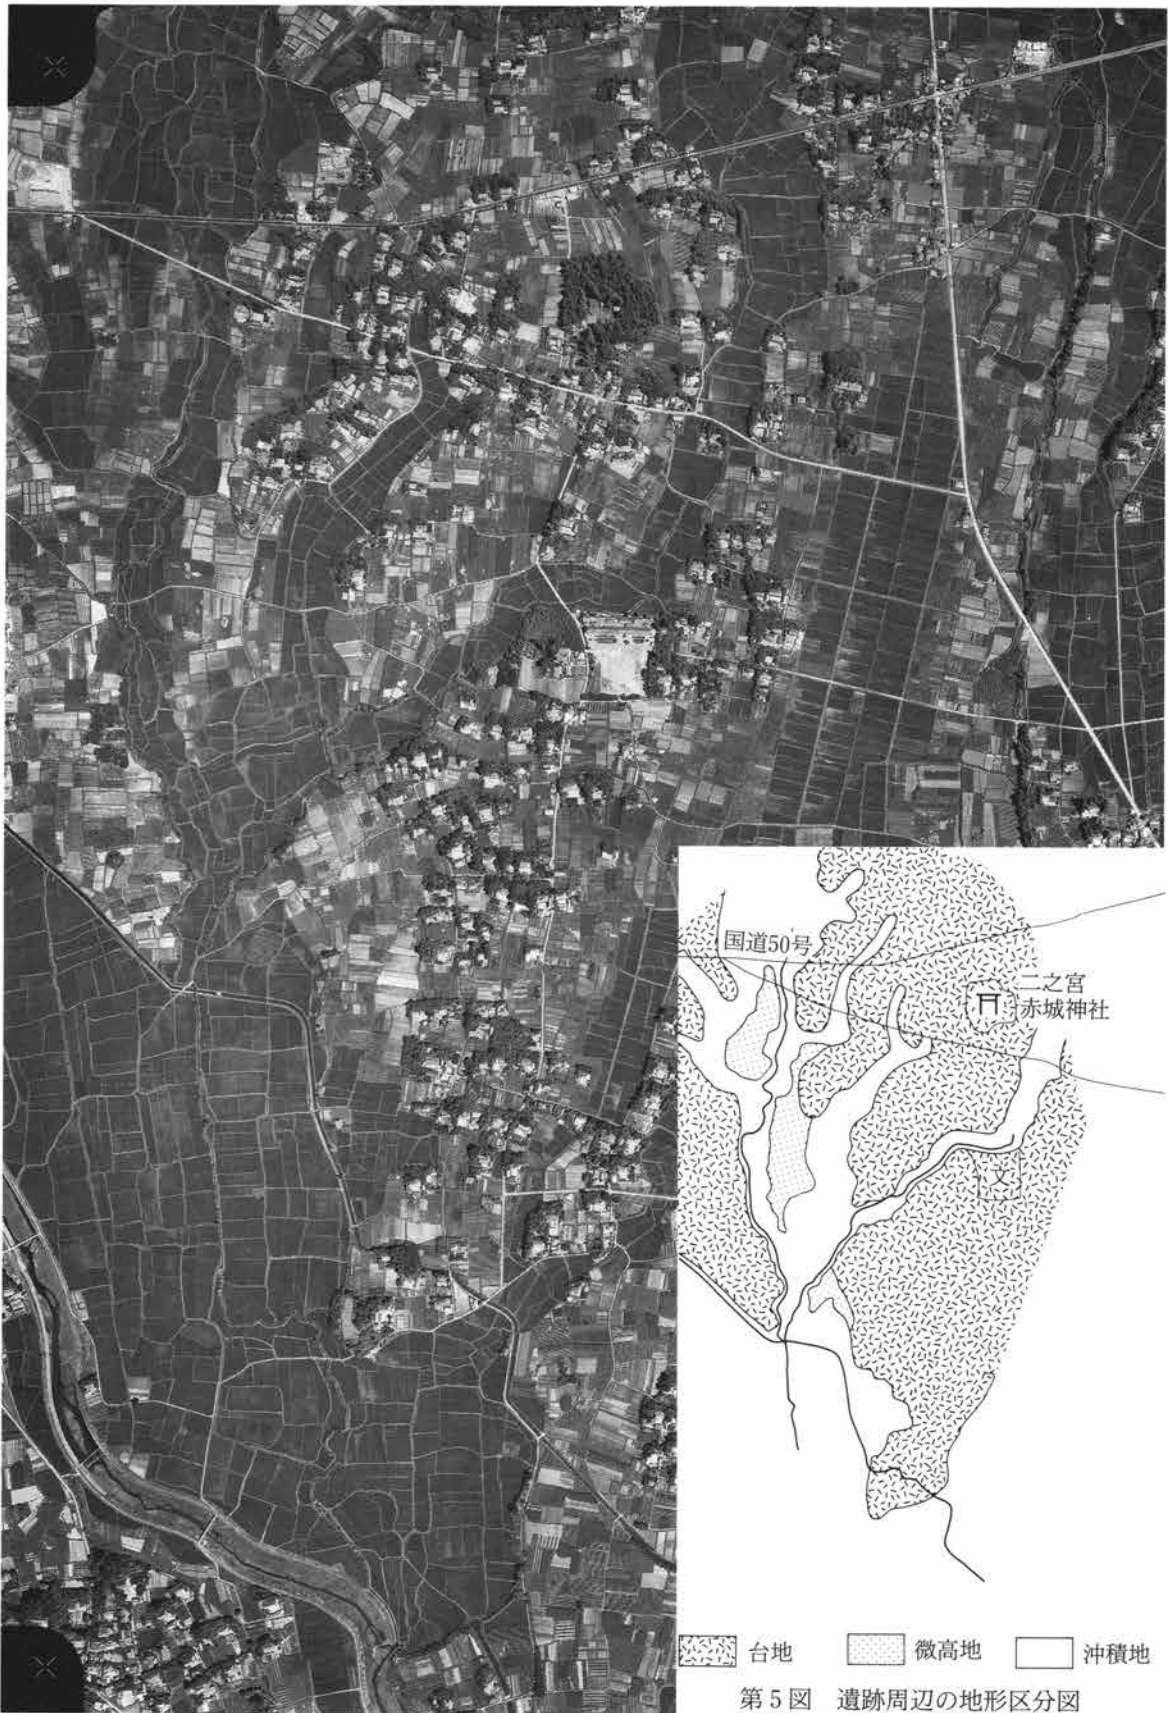 国道50号
二之宮
赤城神社
文
台地
微高地
沖積地
第5図 遺跡周辺の地形区分図